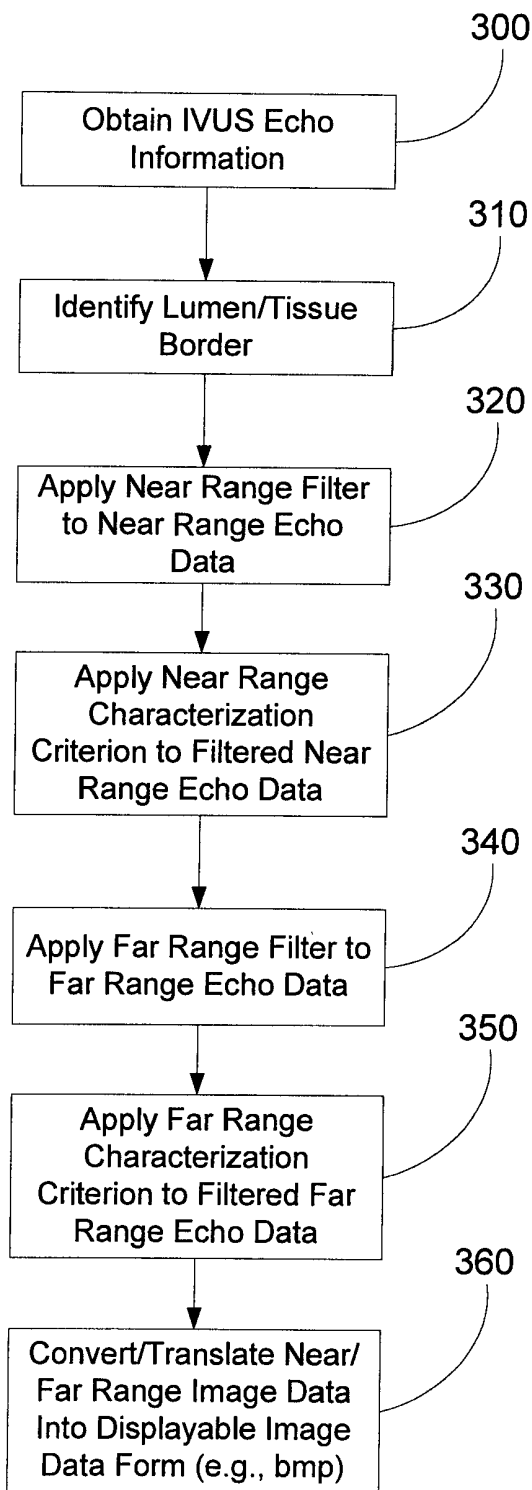 300
Obtain IVUS Echo
Information
310
Identify Lumen/Tissue
Border
320
Apply Near Range Filter
to Near Range Echo
Data
330
Apply Near Range
Characterization
Criterion to Filtered Near
Range Echo Data
340
Apply Far Range Filter to
Far Range Echo Data
350
Apply Far Range
Characterization
Criterion to Filtered Far
Range Echo Data
360
Convert/Translate Near/
Far Range Image Data
Into Displayable Image
Data Form (e.g., bmp)